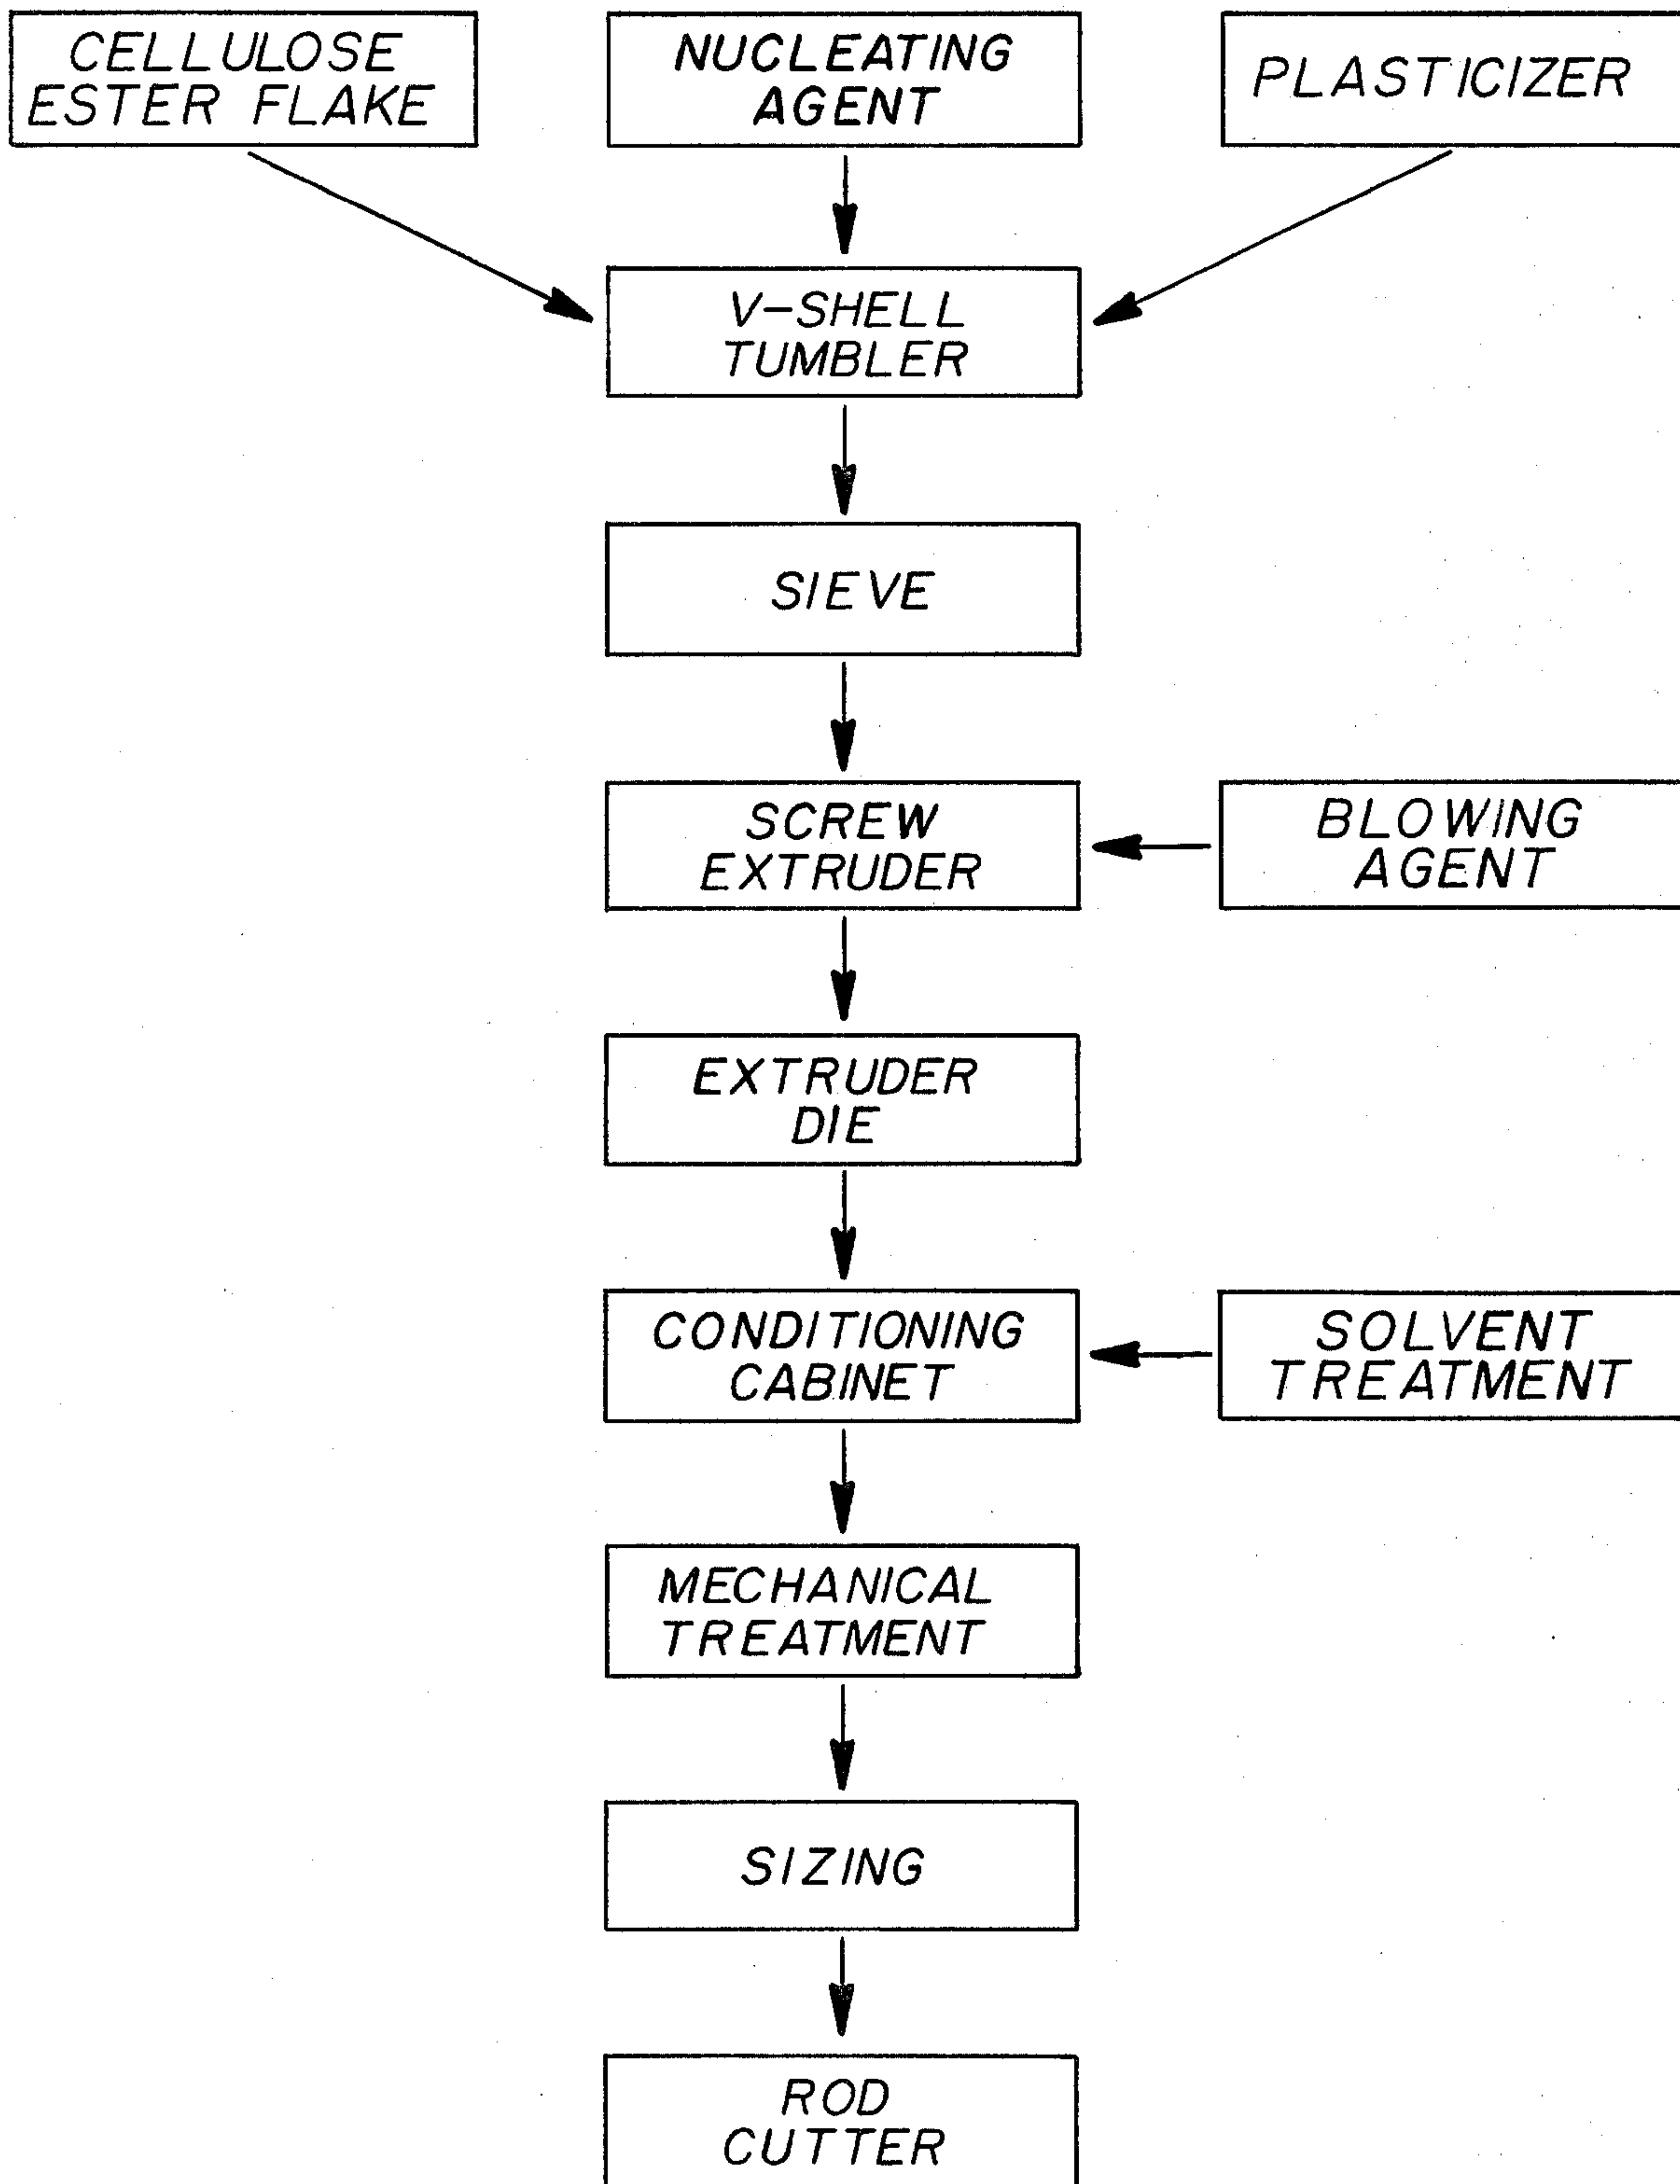 CELLULOSE
ESTER FLAKE
NUCLEATING
AGENT
PLASTICIZER
V-SHELL
TUMBLER
SIEVE
SCREW
EXTRUDER
BLOWING
AGENT
EXTRUDER
DIE
CONDITIONING
CABINET
SOLVENT
TREATMENT
MECHANICAL
TREATMENT
SIZING
ROD
CUTTER